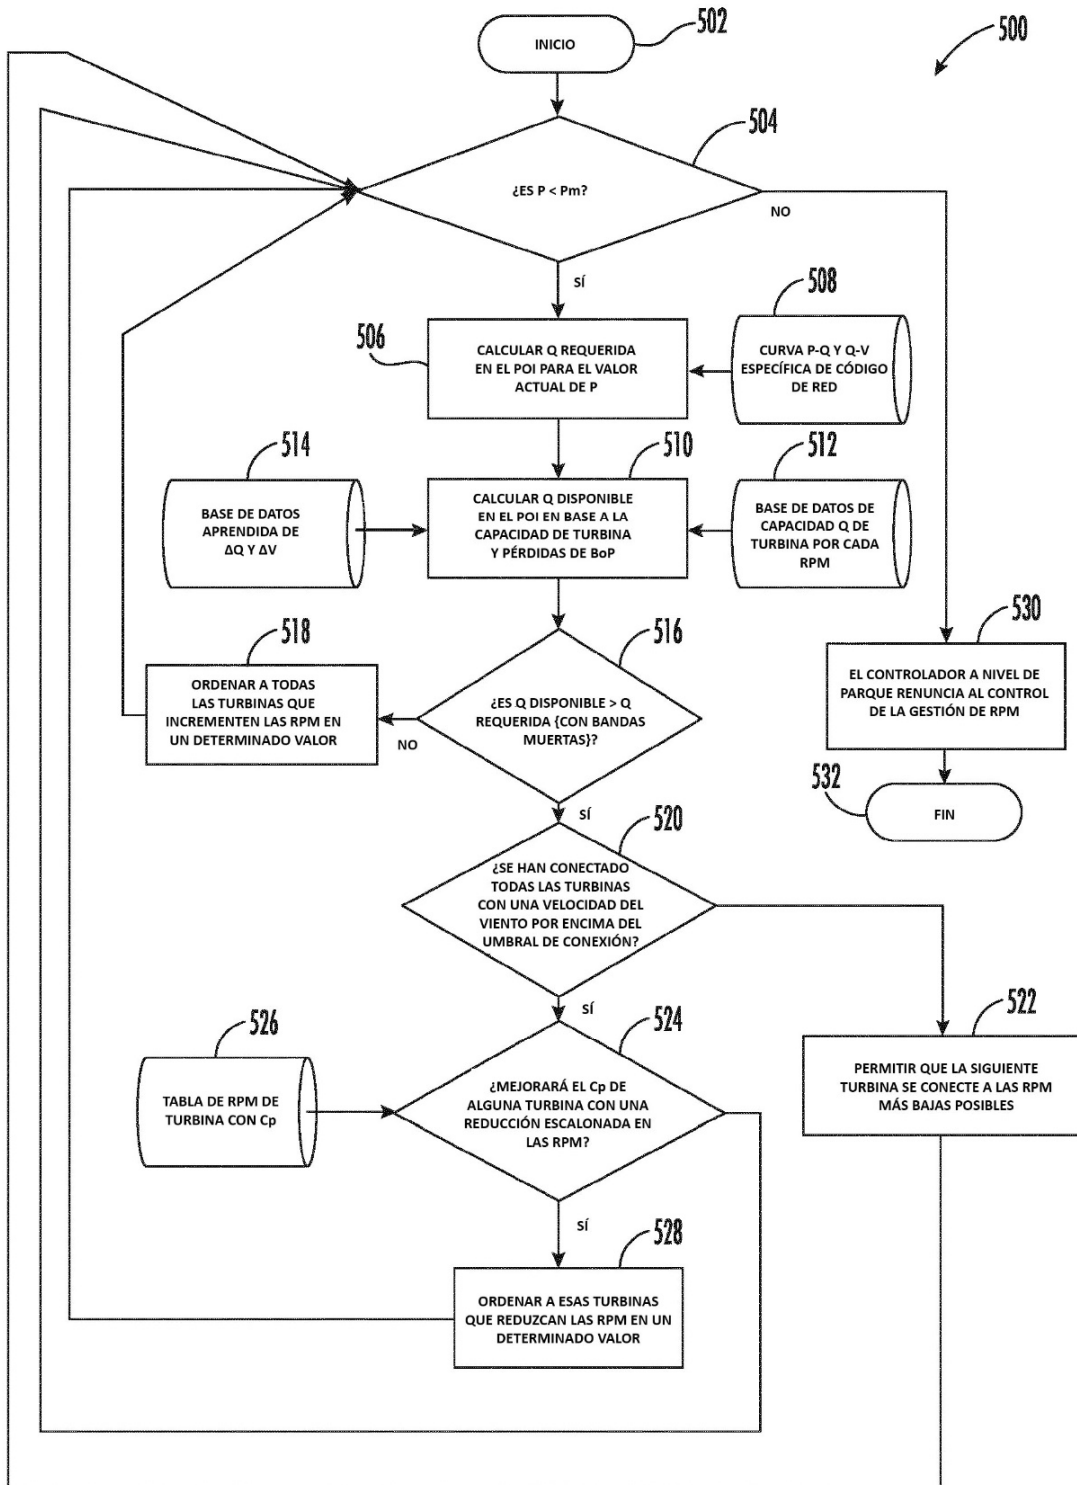 502
INICIO
500
504
¿ES P < Pm?
NO
SÍ
508
506
CALCULAR Q REQUERIDA
EN EL POI PARA EL VALOR
ACTUAL DE P
CURVA P-Q Y Q-V
ESPECÍFICA DE CÓDIGO
DE RED
514
510
512
BASE DE DATOS
APRENDIDA DE
ΔQ Y ΔV
CALCULAR Q DISPONIBLE
EN EL POI EN BASE A LA
CAPACIDAD DE TURBINA
Y PÉRDIDAS DE BoP
BASE DE DATOS DE
CAPACIDAD Q DE
TURBINA POR CADA
RPM
518
516
530
ORDENAR A TODAS
LAS TURBINAS QUE
INCREMENTEN LAS RPM EN
UN DETERMINADO VALOR
NO
¿ES Q DISPONIBLE > Q
REQUERIDA {CON BANDAS
MUERTAS}?
EL CONTROLADOR A NIVEL DE
PARQUE RENUNCIA AL CONTROL
DE LA GESTIÓN DE RPM
532
FIN
SÍ
520
¿SE HAN CONECTADO
TODAS LAS TURBINAS
CON UNA VELOCIDAD DEL
VIENTO POR ENCIMA DEL
UMBRAL DE CONEXIÓN?
SÍ
522
526
524
PERMITIR QUE LA SIGUIENTE
TURBINA SE CONECTE A LAS RPM
MÁS BAJAS POSIBLES
TABLA DE RPM DE
TURBINA CON Cp
¿MEJORARÁ EL Cp DE
ALGUNA TURBINA CON UNA
REDUCCIÓN ESCALONADA EN
LAS RPM?
SÍ
528
ORDENAR A ESAS TURBINAS
QUE REDUZCAN LAS RPM EN UN
DETERMINADO VALOR